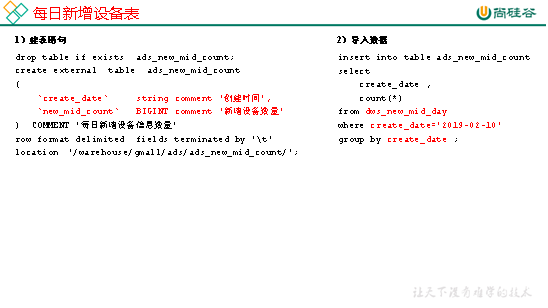 每日新增设备表
尚硅谷
1）建表语句
drop table if exists ads_new_mid_count;
create external table ads_new_mid_count
(
`create_date` string comment '创建时间',
`new_mid_count` BIGINT comment '新增设备数量'
) COMMENT '每日新增设备信息数量'
row format delimited fields terminated by '\t'
location '/warehouse/gmall/ads/ads_new_mid_count/';
2）导入数据
insert into table ads_new_mid_count
select
create_date ,
count(*)
from dws_new_mid_day
where create_date='2019-02-10'
group by create_date ;
让天下没有难学的技术